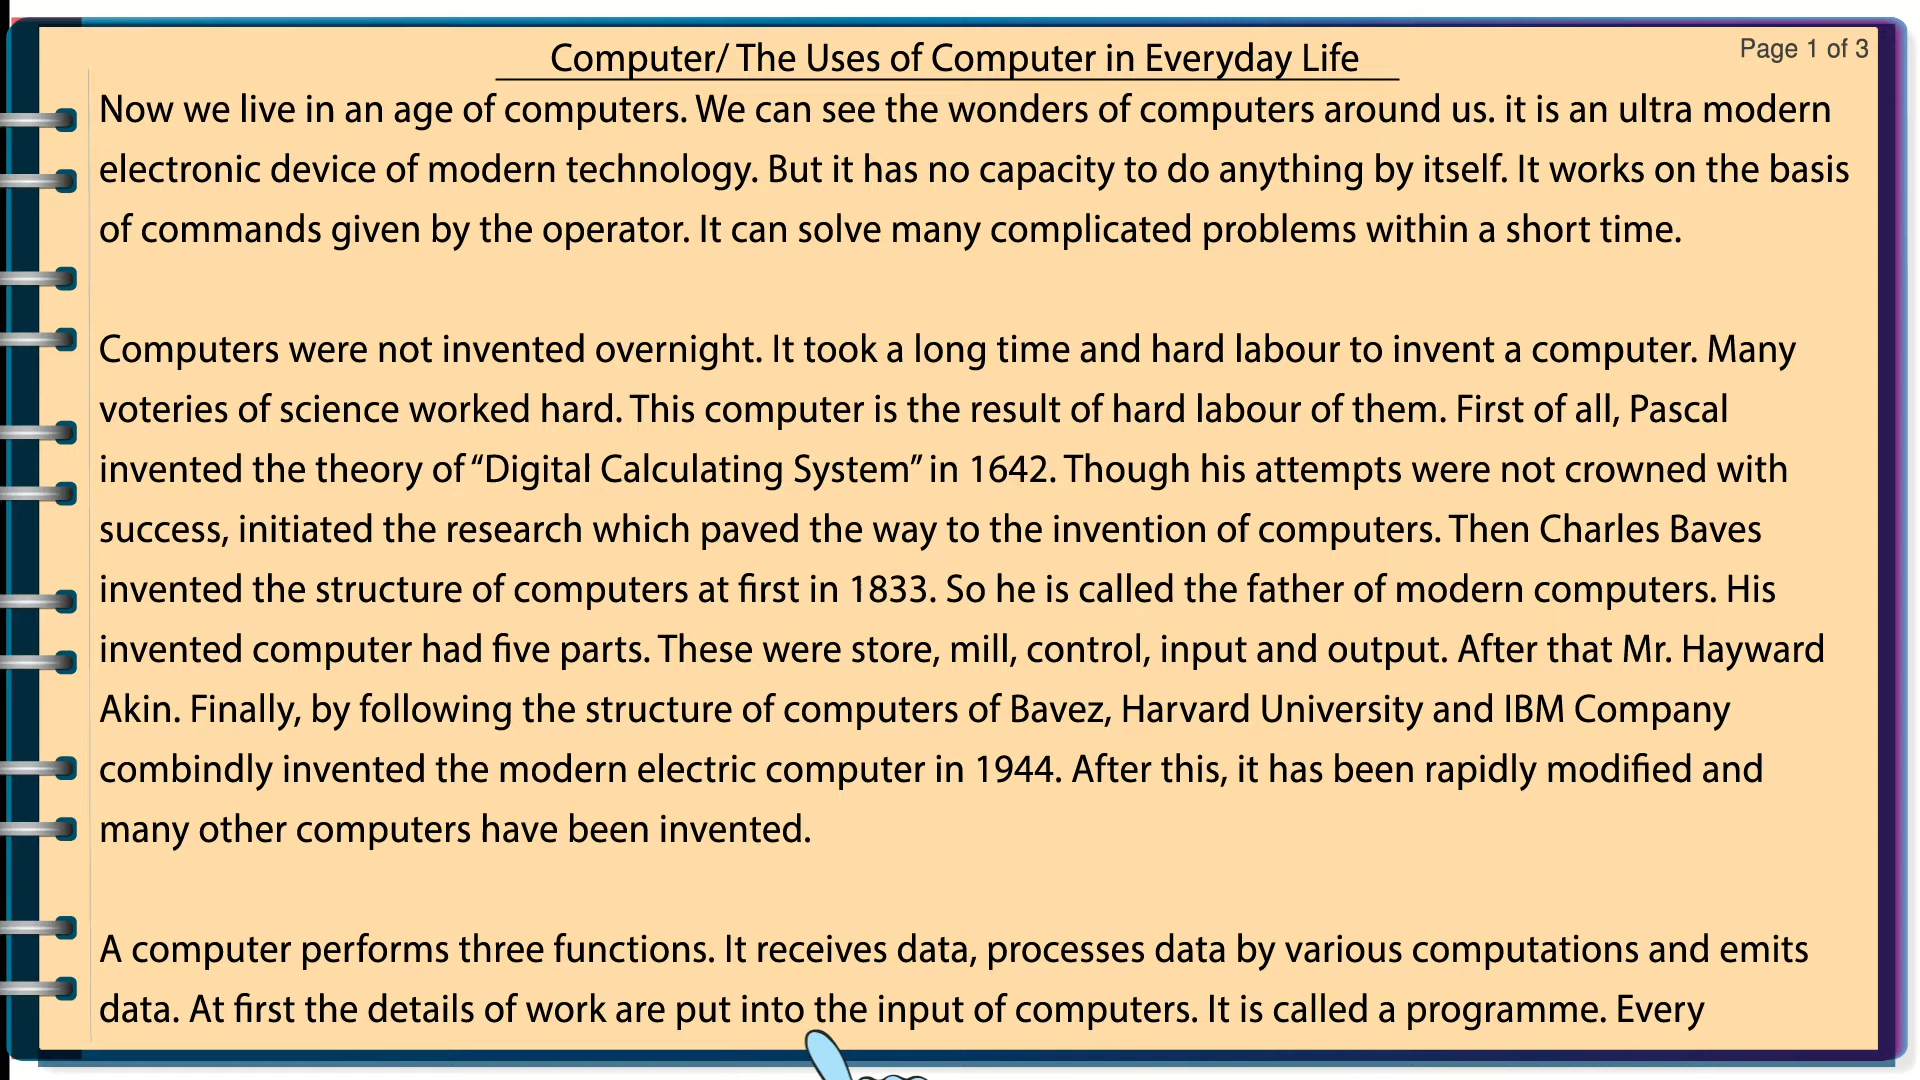 Computer/ The Uses of Computer in Everyday Life
Page 1 of 3
Now we live in an age of computers. We can see the wonders of computers around us. it is an ultra modern
electronic device of modern technology. But it has no capacity to do anything by itself. It works on the basis
of commands given by the operator. It can solve many complicated problems within a short time.
Computers were not invented overnight. It took a long time and hard labour to invent a computer. Many
voteries of science worked hard. This computer is the result of hard labour of them. First of all, Pascal
invented the theory of “Digital Calculating System” in 1642. Though his attempts were not crowned with
success, initiated the research which paved the way to the invention of computers. Then Charles Baves
invented the structure of computers at first in 1833. So he is called the father of modern computers. His
invented computer had five parts. These were store, mill, control, input and output. After that Mr. Hayward
Akin. Finally, by following the structure of computers of Bavez, Harvard University and IBM Company
combindly invented the modern electric computer in 1944. After this, it has been rapidly modified and
many other computers have been invented.
A computer performs three functions. It receives data, processes data by various computations and emits
data. At first the details of work are put into the input of computers. It is called a programme. Every